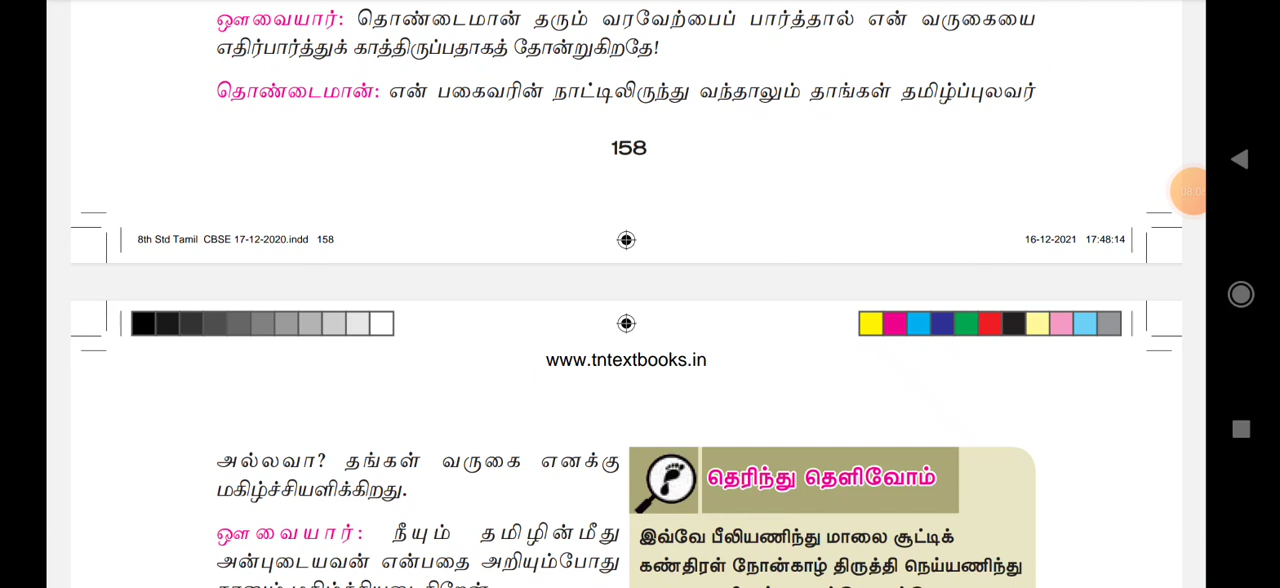 ஔவையார்: தொண்டைமான் தரும் வரவேற்பைப் பார்த்தால் என் வருகையை
எதிர்பார்த்துக் காத்திருப்பதாகத் தோன்றுகிறதே!
தொண்டைமான்: என் பகைவரின் நாட்டிலிருந்து வந்தாலும் தாங்கள் தமிழ்ப்புலவர்
158
8th Std Tamil CBSE 17-12-2020.indd 158
16-12-2021 17:48:14
www.tntextbooks.in
அல்லவா? தங்கள் வருகை எனக்கு
மகிழ்ச்சியளிக்கிறது.
ஔவையார்: நீயும் தமிழின்மீது
அன்புடையவன் என்பதை அறியும்போது
தெரிந்து தெளிவோம்
இவ்வே பீலியணிந்து மாலை சூட்டிக்
கண்திரள் நோன்காழ் திருத்தி நெய்யணிந்து